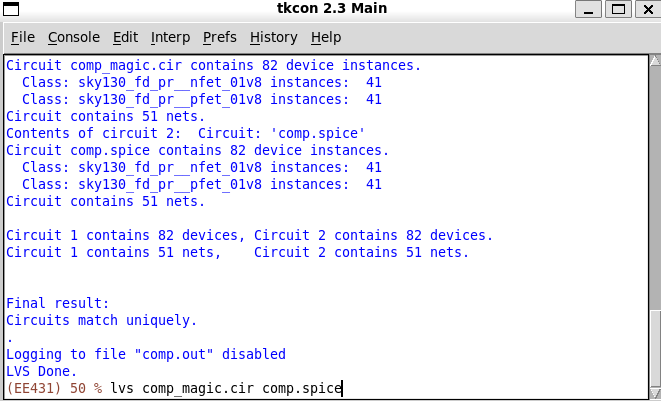 tkcon 2.3 Main
File Console Edit Interp Prefs History Help
Circuit comp_magic.cir contains 82 device instances.
  Class: sky130_fd_pr__nfet_01v8 instances:  41
  Class: sky130_fd_pr__pfet_01v8 instances:  41
Circuit contains 51 nets.
Contents of circuit 2:  Circuit: 'comp.spice'
Circuit comp.spice contains 82 device instances.
  Class: sky130_fd_pr__nfet_01v8 instances:  41
  Class: sky130_fd_pr__pfet_01v8 instances:  41
Circuit contains 51 nets.

Circuit 1 contains 82 devices, Circuit 2 contains 82 devices.
Circuit 1 contains 51 nets,    Circuit 2 contains 51 nets.


Final result:
Circuits match uniquely.
.
Logging to file "comp.out" disabled
LVS Done.
(EE431) 50 % lvs comp_magic.cir comp.spice